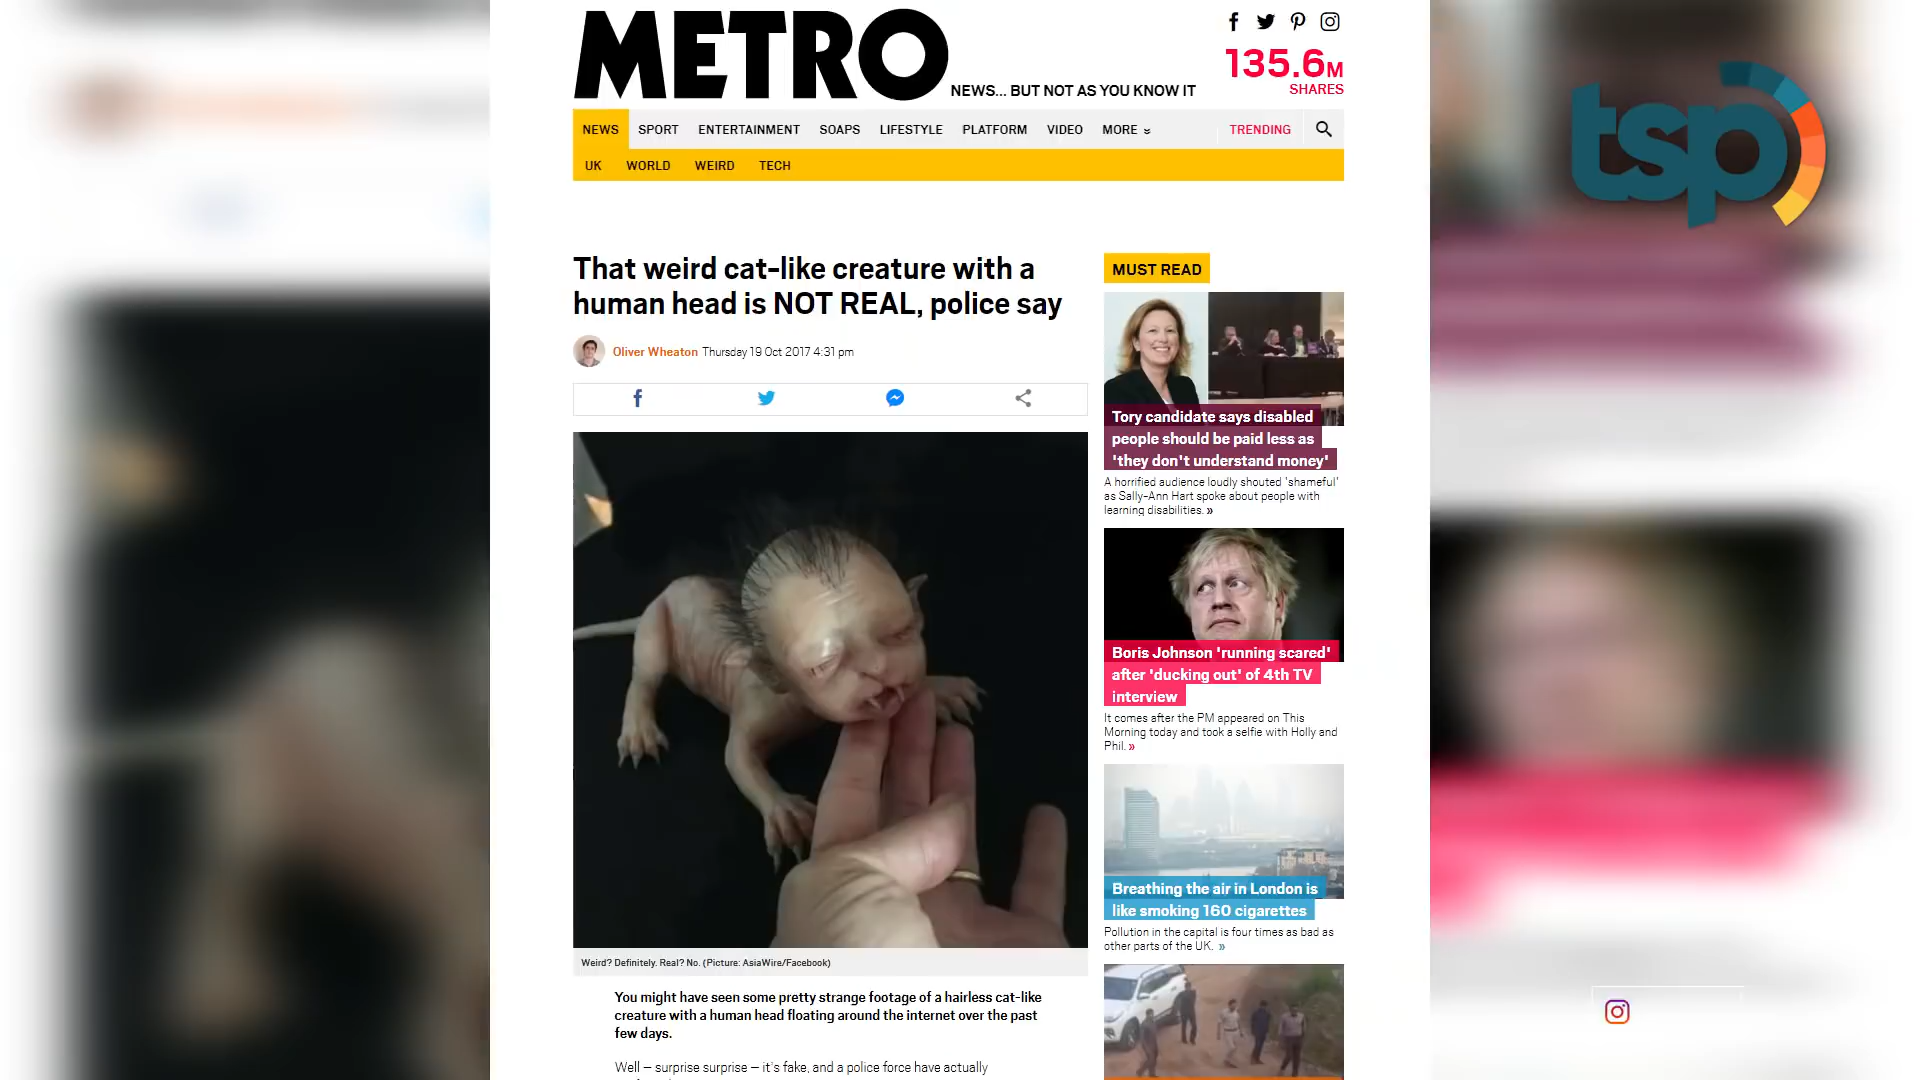 METRO
NEWS... BUT NOT AS YOU KNOW IT
135.6M
SHARES
NEWS SPORT ENTERTAINMENT SOAPS LIFESTYLE PLATFORM VIDEO MORE TRENDING
UK WORLD WEIRD TECH
tsp
That weird cat-like creature with a
human head is NOT REAL, police say
Oliver Wheaton Thursday 19 Oct 2017 4:31 pm
Weird? Definitely. Real? No. (Picture: AsiaWire/Facebook)
You might have seen some pretty strange footage of a hairless cat-like
creature with a human head floating around the internet over the past
few days.
Well – surprise surprise – it's fake, and a police force have actually
MUST READ
Tory candidate says disabled
people should be paid less as
'they don't understand money'
A horrified audience loudly shouted 'shameful'
as Sally-Ann Hart spoke about people with
learning disabilities. »
Boris Johnson 'running scared'
after 'ducking out' of 4th TV
interview
It comes after the PM appeared on This
Morning today and took a selfie with Holly and
Phil. »
Breathing the air in London is
like smoking 160 cigarettes
Pollution in the capital is four times as bad as
other parts of the UK. »